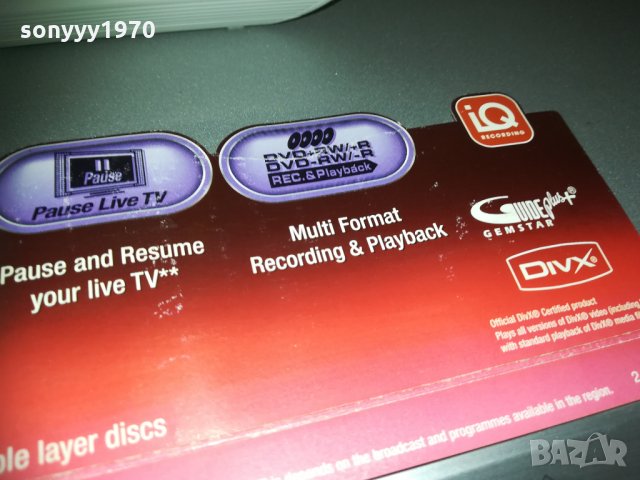 sonyyy1970
Pause
Pause Live TV
Pause and Resume
your live TV**
DVD+RW/+R
DVD-RW/-R
REC.&Playback
Multi Format
Recording & Playback
iQ
RECORDING
GUIDE plus+®
GEMSTAR
DIVX®
Official DivX® Certified product
Plays all versions of DivX® video (including
with standard playback of DivX® media
layer discs
depends on the broadcast and programmes available in the region.
2
BAZAR